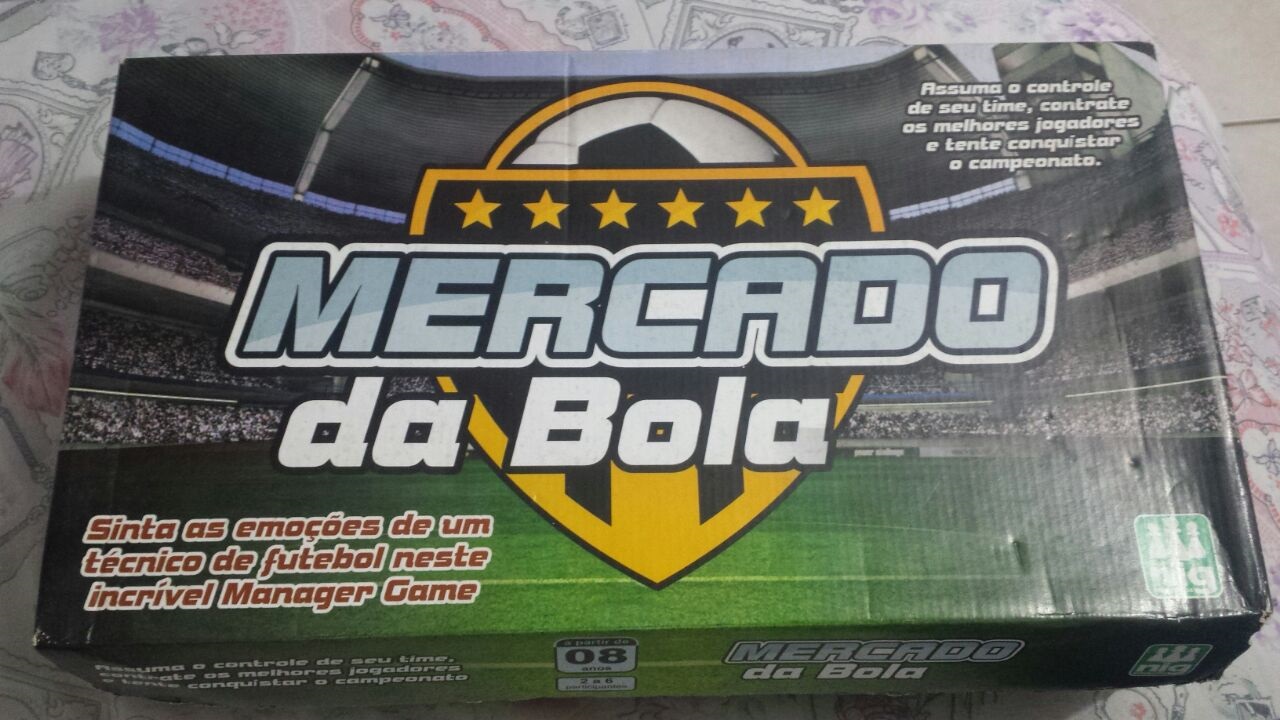 Assuma o controle
de seu time, contrate
os melhores jogadores
e tente conquistar
o campeonato.
MERCADO
da Bola
Sinta as emoções de um
técnico de futebol neste
incrível Manager Game
nig
Assuma o controle de seu time,
contrate os melhores jogadores
e tente conquistar o campeonato
a partir de
08
anos
2 a 6
participantes
MERCADO
da Bola
nig